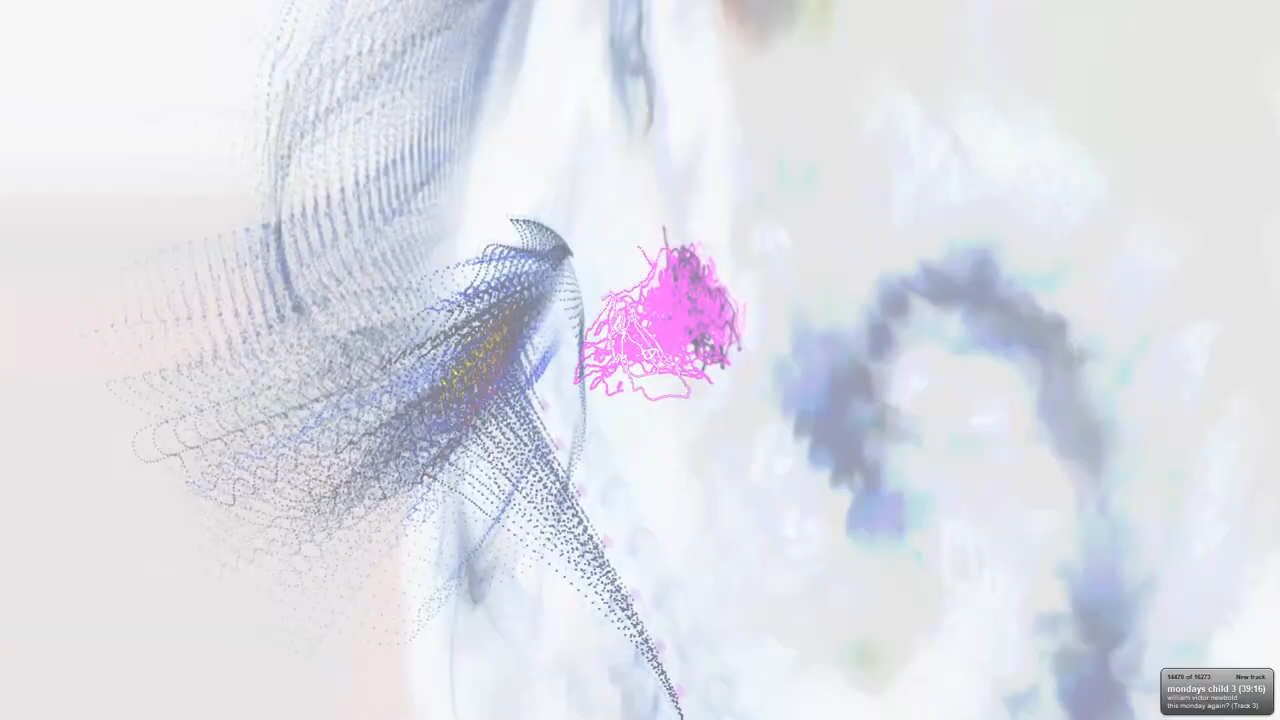 14470 of 16273 New track
mondays child 3 (39:16)
william victor newbold
this monday again? (Track 3)